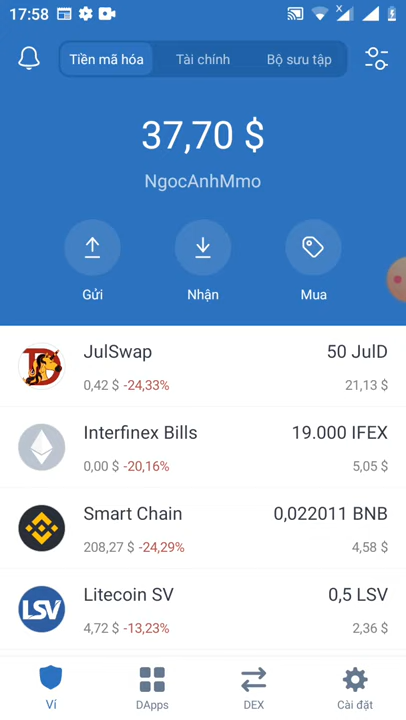 17:58
Tiền mã hóa Tài chính Bộ sưu tập
37,70 $
NgocAnhMmo
Gửi Nhận Mua
JulSwap 50 JulD
0,42 $ -24,33% 21,13 $
Interfinex Bills 19.000 IFEX
0,00 $ -20,16% 5,05 $
Smart Chain 0,022011 BNB
208,27 $ -24,29% 4,58 $
LSV
Litecoin SV 0,5 LSV
4,72 $ -13,23% 2,36 $
Ví DApps DEX Cài đặt